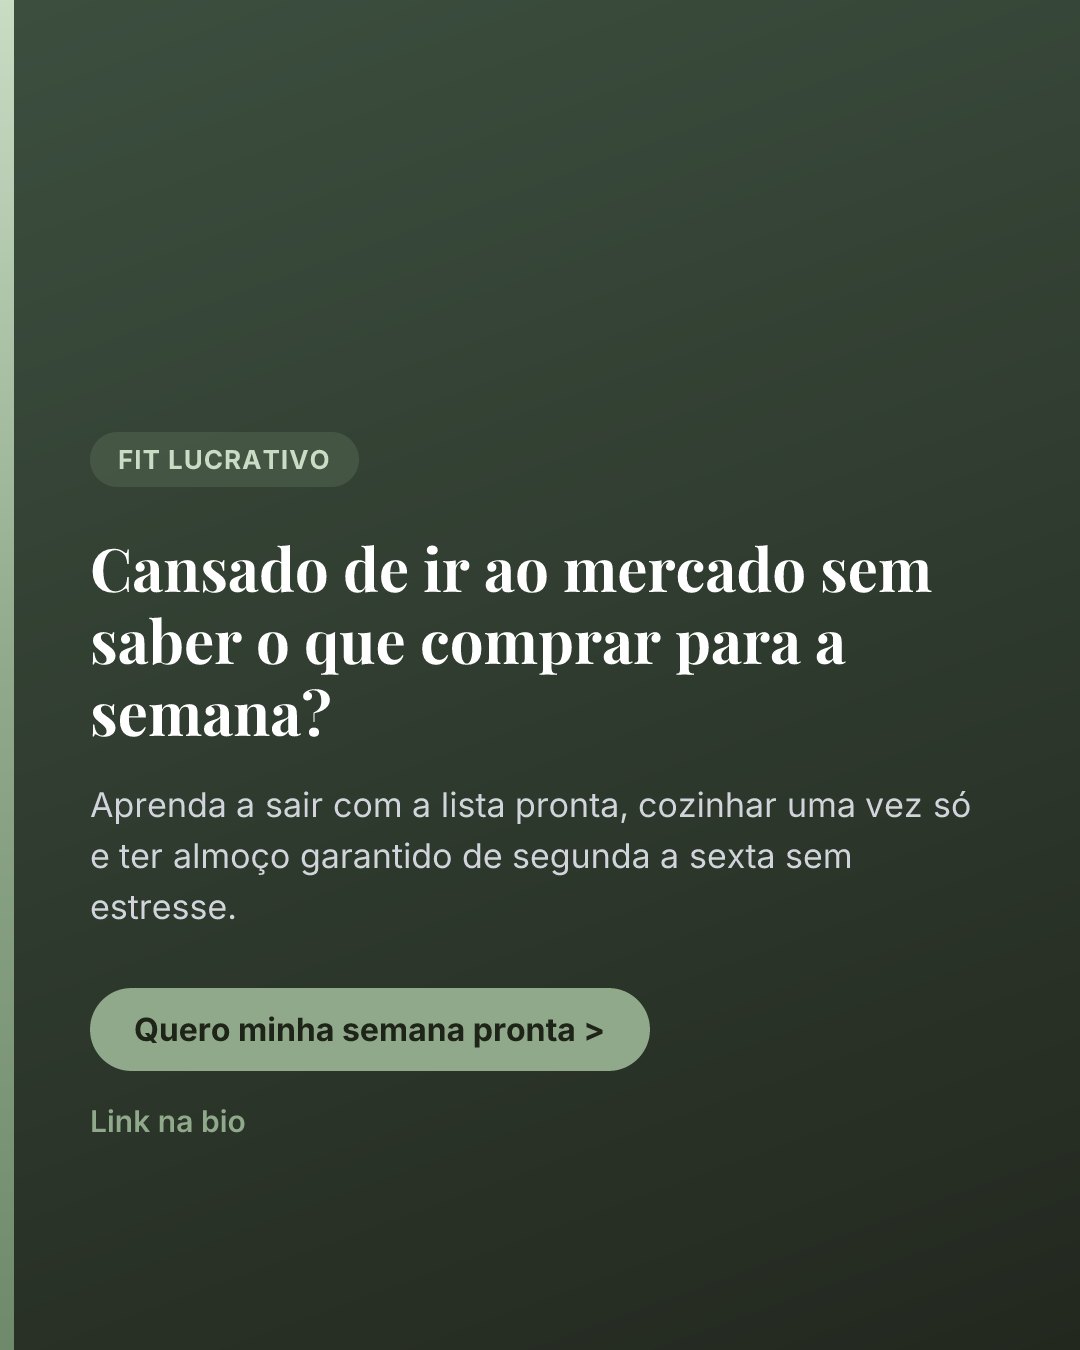 FIT LUCRATIVO
Cansado de ir ao mercado sem
saber o que comprar para a
semana?
Aprenda a sair com a lista pronta, cozinhar uma vez só
e ter almoço garantido de segunda a sexta sem
estresse.
Quero minha semana pronta >
Link na bio